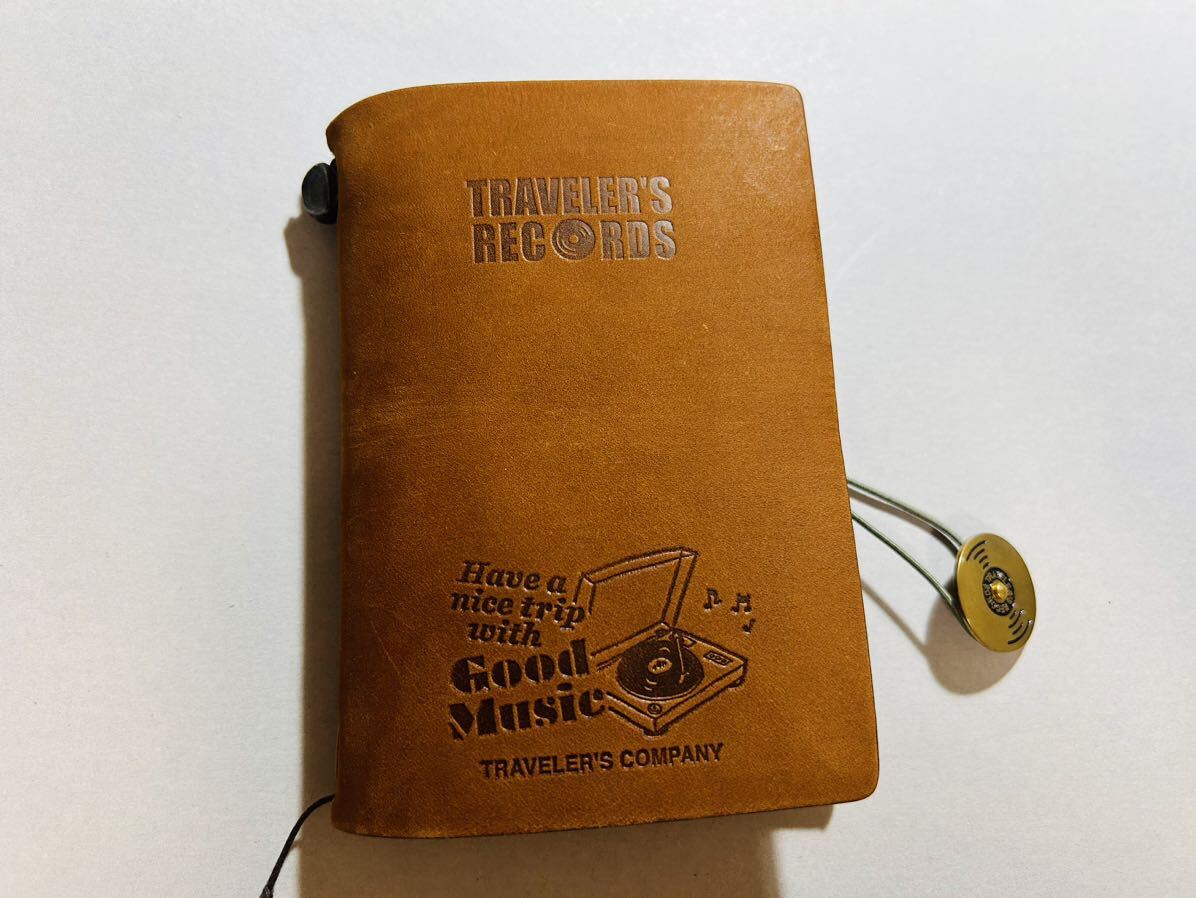 TRAVELER'S
RECORDS
Have a
nice trip
with
Good
Music
TRAVELER'S COMPANY